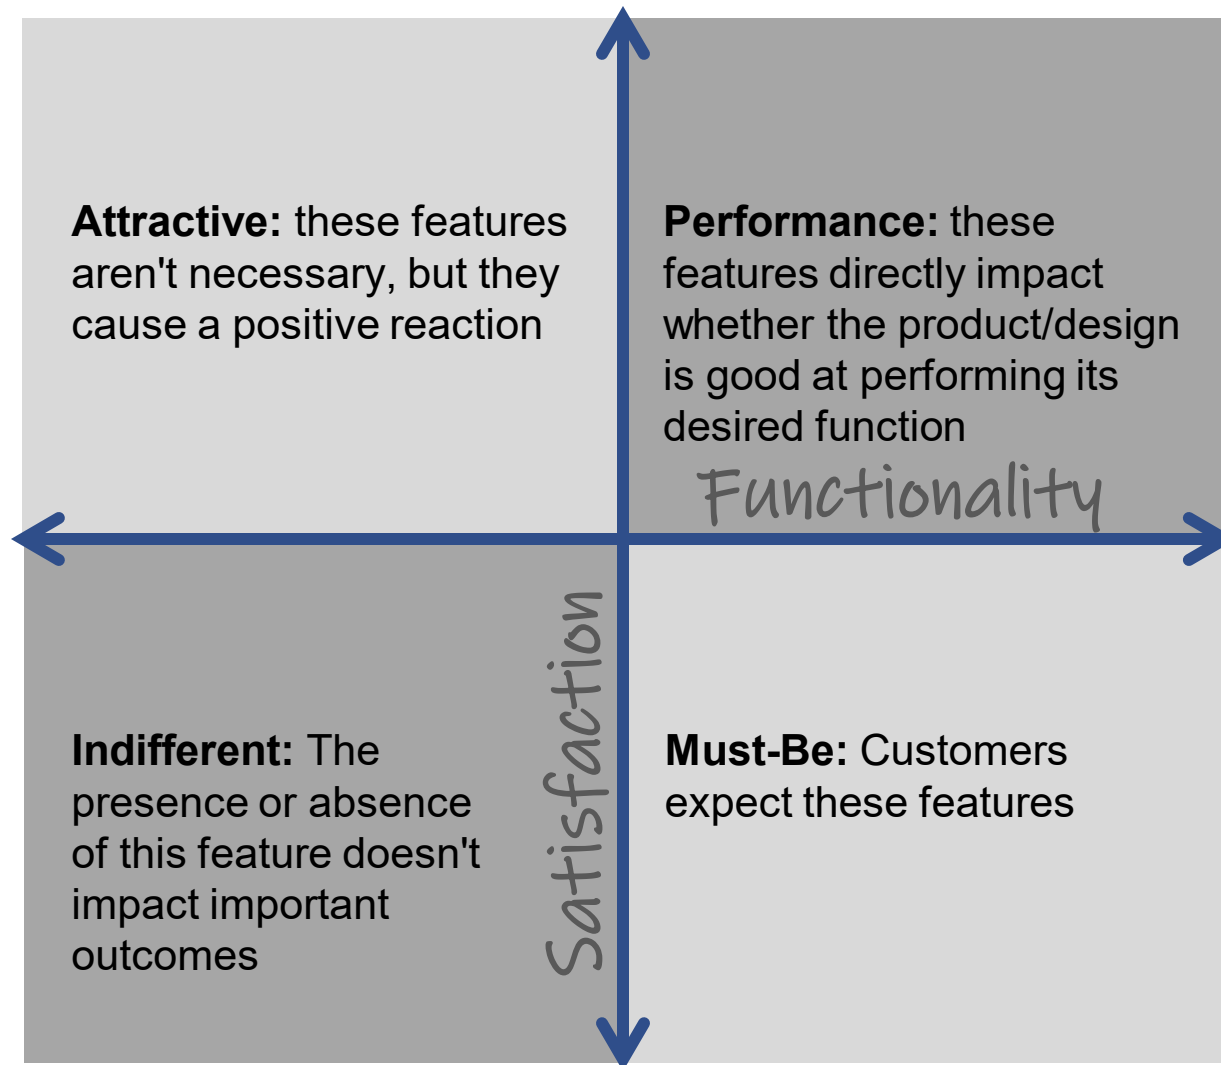 Attractive: these features
aren't necessary, but they
cause a positive reaction
Performance: these
features directly impact
whether the product/design
is good at performing its
desired function
Functionality
Satisfaction
Indifferent: The
presence or absence
of this feature doesn't
impact important
outcomes
Must-Be: Customers
expect these features